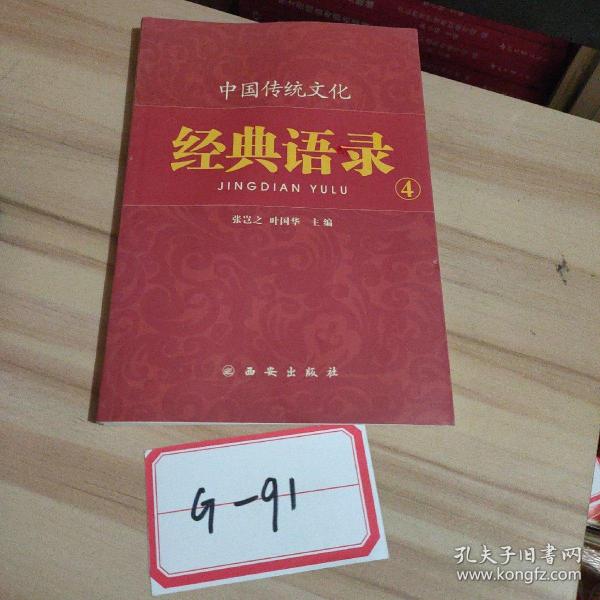 中国传统文化
经典语录
JINGDIAN YULU
4
张岂之 叶国华 主编
西安出版社
G-91
孔夫子旧书网
www.kongfz.com